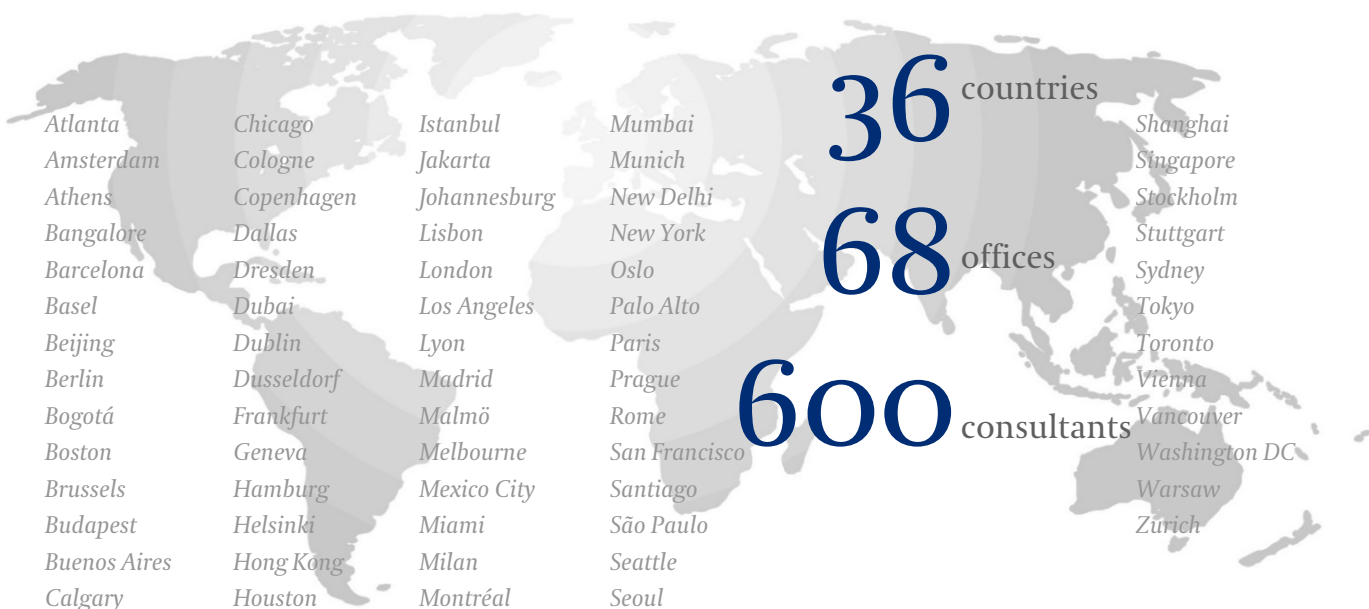 Atlanta
Amsterdam
Athens
Bangalore
Barcelona
Basel
Beijing
Berlin
Bogotá
Boston
Brussels
Budapest
Buenos Aires
Calgary
Chicago
Cologne
Copenhagen
Dallas
Dresden
Dubai
Dublin
Dusseldorf
Frankfurt
Geneva
Hamburg
Helsinki
Hong Kong
Houston
Istanbul
Jakarta
Johannesburg
Lisbon
London
Los Angeles
Lyon
Madrid
Malmö
Melbourne
Mexico City
Miami
Milan
Montréal
Mumbai
Munich
New Delhi
New York
Oslo
Palo Alto
Paris
Prague
Rome
San Francisco
Santiago
São Paulo
Seattle
Seoul
36 countries
68 offices
600 consultants
Shanghai
Singapore
Stockholm
Stuttgart
Sydney
Tokyo
Toronto
Vienna
Vancouver
Washington DC
Warsaw
Zurich